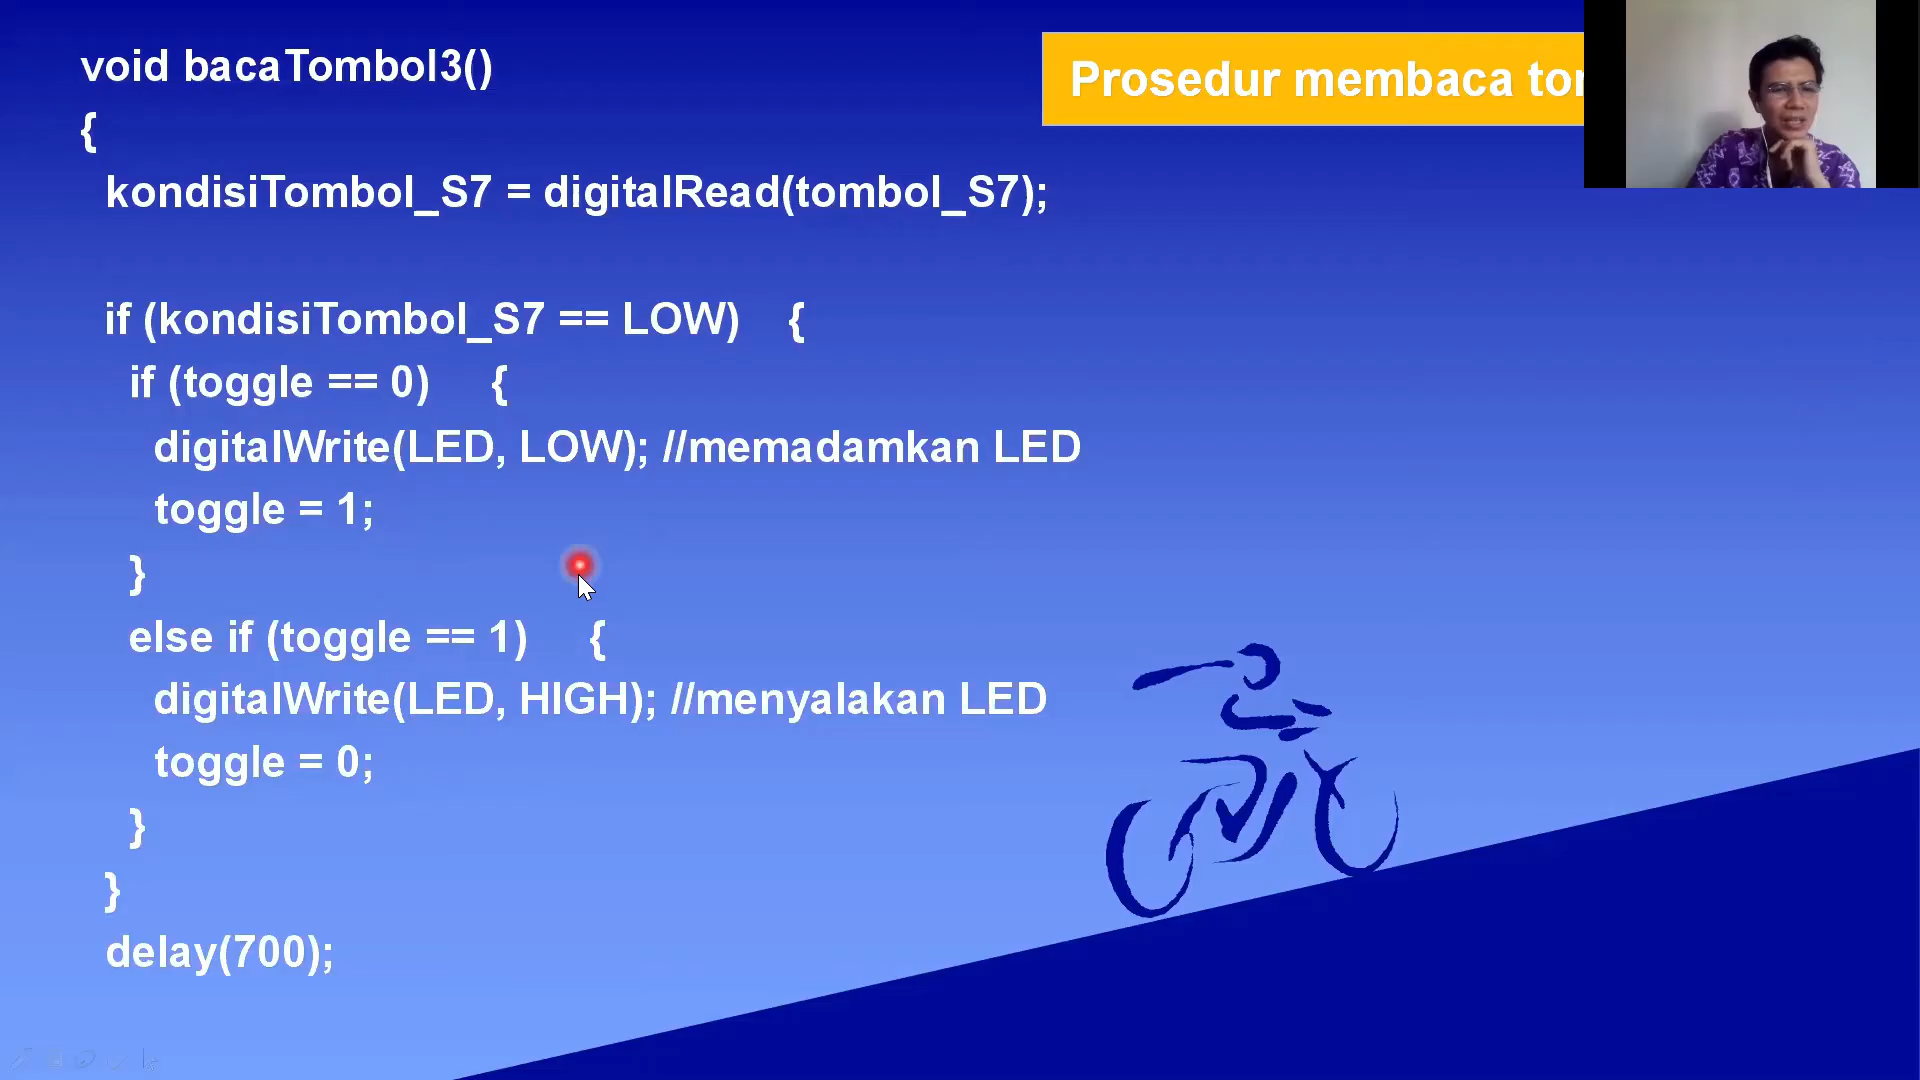 void bacaTombol3()
Prosedur membaca
{
kondisiTombol_S7 = digitalRead(tombol_S7);
if (kondisiTombol_S7 == LOW) {
if (toggle == 0) {
digitalWrite(LED, LOW); //memadamkan LED
toggle = 1;
}
else if (toggle == 1) {
digitalWrite(LED, HIGH); //menyalakan LED
toggle = 0;
}
}
delay(700);